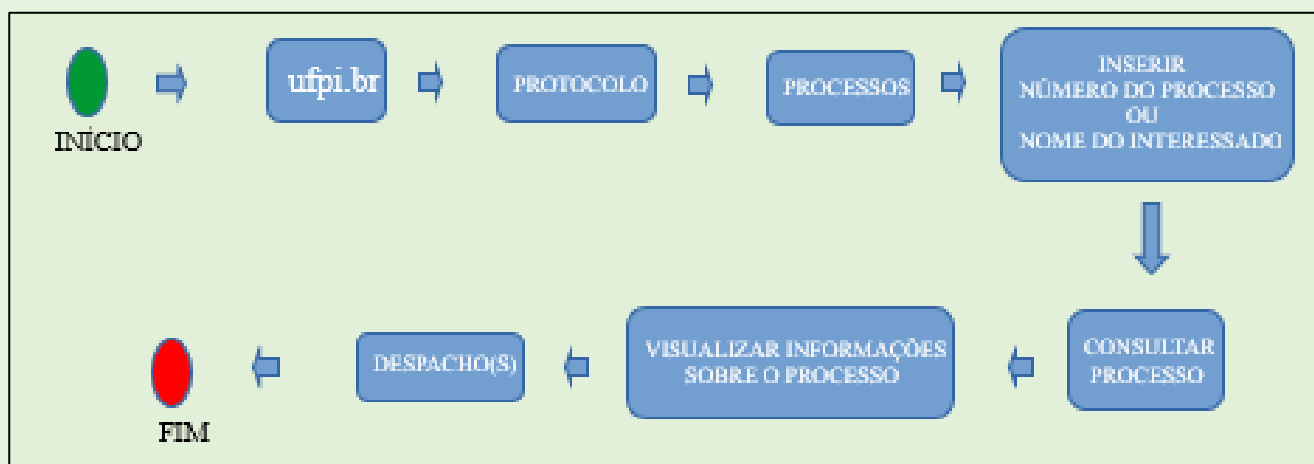 INÍCIO
ufpi.br
PROTOCOLO
PROCESSOS
INSERIR
NÚMERO DO PROCESSO
OU
NOME DO INTERESSADO
CONSULTAR
PROCESSO
VISUALIZAR INFORMAÇÕES
SOBRE O PROCESSO
DESPACHO(S)
FIM